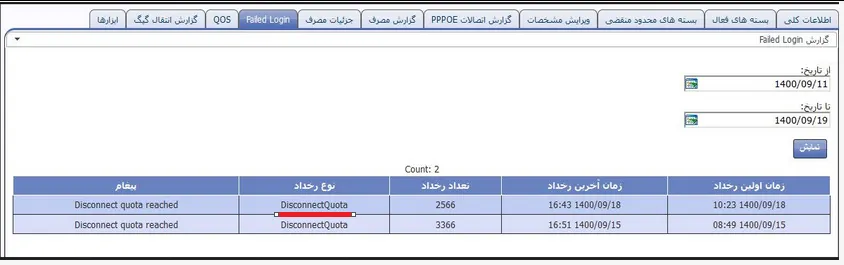 اطلاعات کلی بسته های فعال بسته های محدود منقضی ویرایش مشخصات گزارش اتصالات PPPOE گزارش مصرف جزئیات مصرف Failed Login QOS گزارش انتقال گیگ ابزارها
گزارش Failed Login
از تاریخ:
1400/09/11
تا تاریخ:
1400/09/19
نمایش
Count: 2
زمان اولین رخداد زمان آخرین رخداد تعداد رخداد نوع رخداد پیغام
10:23 1400/09/18 16:43 1400/09/18 2566 DisconnectQuota Disconnect quota reached
08:49 1400/09/15 16:51 1400/09/15 3366 DisconnectQuota Disconnect quota reached